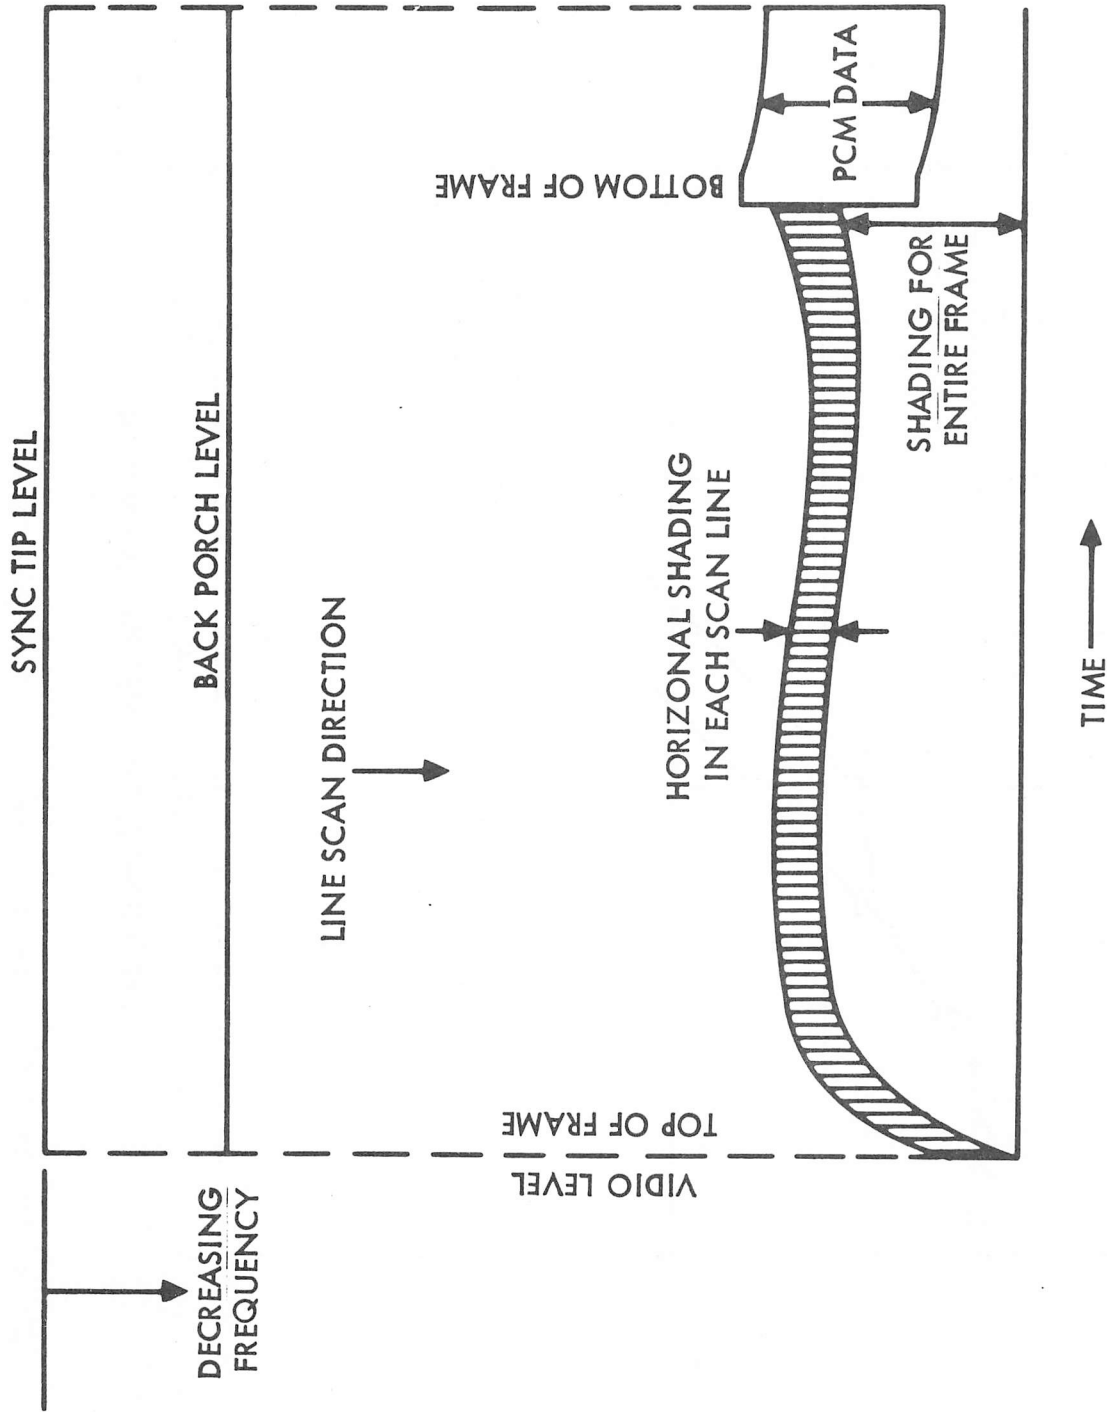 SYNC TIP LEVEL
BACK PORCH LEVEL
DECREASING
FREQUENCY
LINE SCAN DIRECTION
VIDIO LEVEL
TOP OF FRAME
BOTTOM OF FRAME
HORIZONAL SHADING
IN EACH SCAN LINE
PCM DATA
SHADING FOR
ENTIRE FRAME
TIME